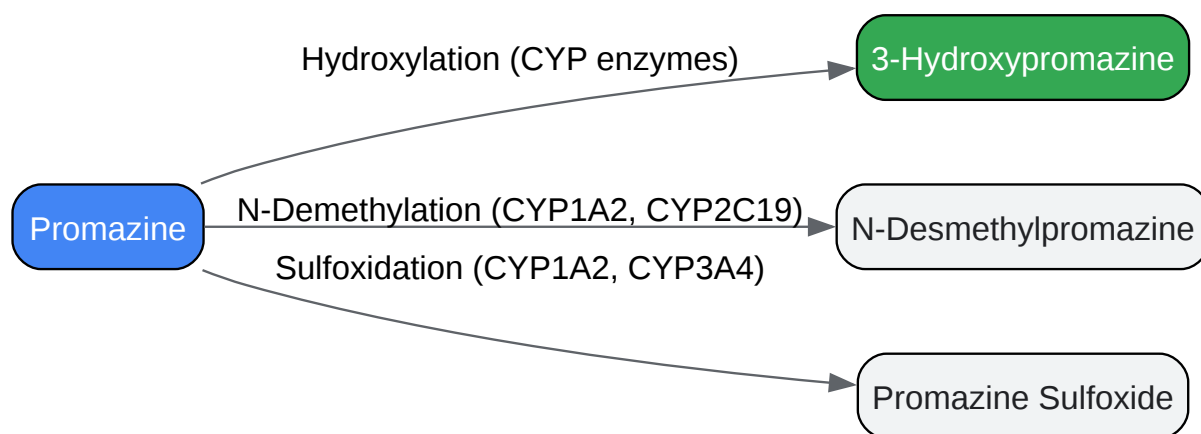 Hydroxylation (CYP enzymes)
3-Hydroxypromazine
Promazine
N-Demethylation (CYP1A2, CYP2C19)
N-Desmethylpromazine
Sulfoxidation (CYP1A2, CYP3A4)
Promazine Sulfoxide